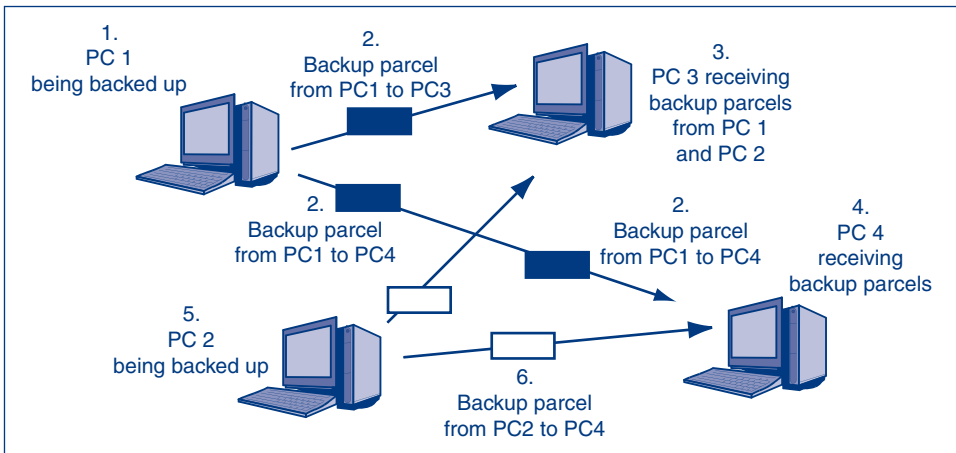 1.
PC 1
being backed up
2.
Backup parcel
from PC1 to PC3
3.
PC 3 receiving
backup parcels
from PC 1
and PC 2
2.
Backup parcel
from PC1 to PC4
2.
Backup parcel
from PC1 to PC4
4.
PC 4
receiving
backup parcels
5.
PC 2
being backed up
6.
Backup parcel
from PC2 to PC4